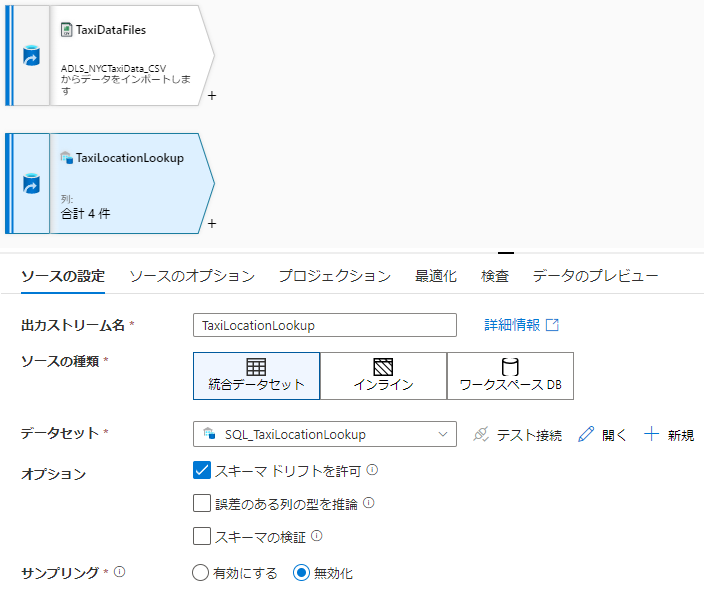 TaxiDataFiles
ADLS_NYCTaxiData_CSV
からデータをインポートしま
す
+
TaxiLocationLookup
列:
合計 4 件
+
ソースの設定 ソースのオプション プロジェクション 最適化 検査 データのプレビュー
出力ストリーム名 * TaxiLocationLookup 詳細情報
ソースの種類 * 統合データセット インライン ワークスペース DB
データセット * SQL_TaxiLocationLookup テスト接続 開く 新規
オプション スキーマ ドリフトを許可
誤差のある列の型を推論
スキーマの検証
サンプリング * 有効にする 無効化